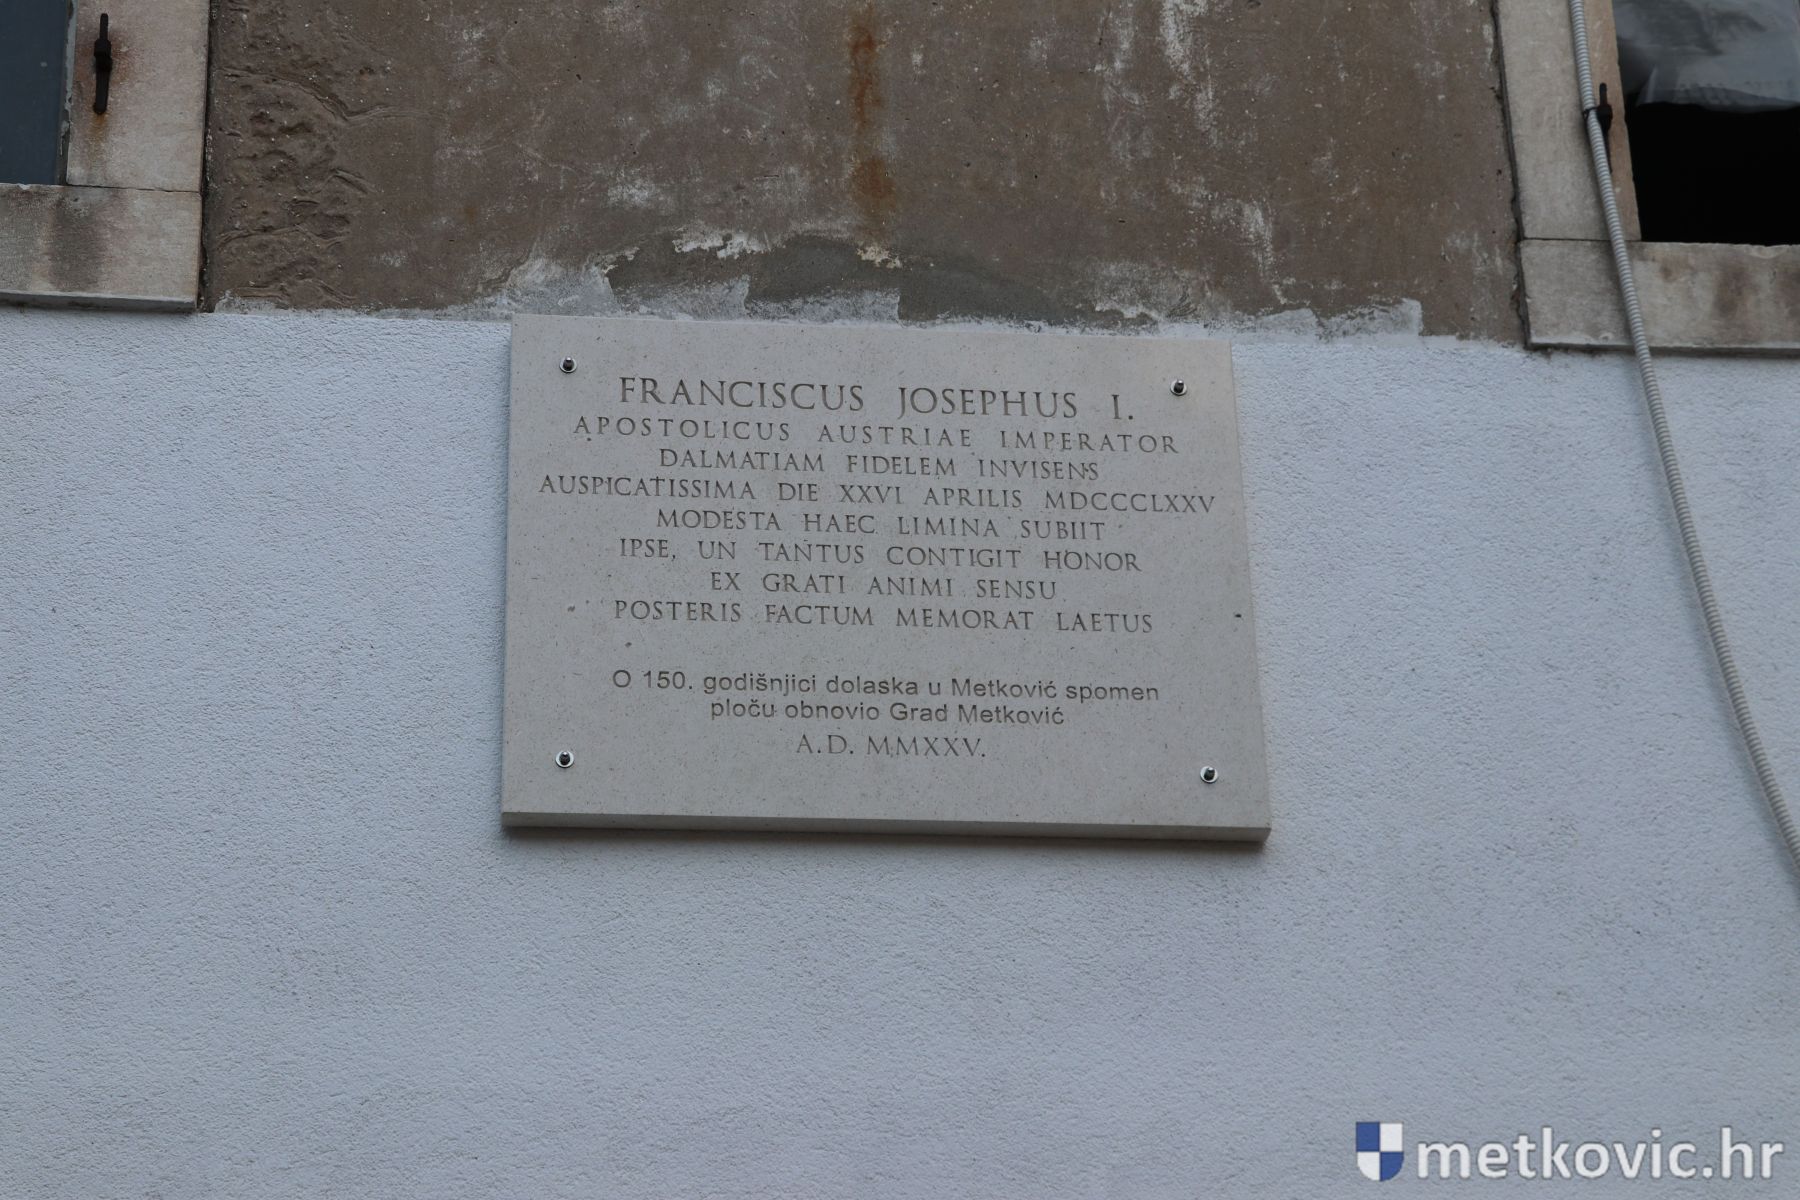 FRANCISCUS JOSEPHUS I.
APOSTOLICUS AUSTRIAE IMPERATOR
DALMATIAM FIDELEM INVISENS
AUSPICATISSIMA DIE XXVI APRILIS MDCCCLXXV
MODESTA HAEC LIMINA SUBIIT
IPSE, UN TANTUS CONTIGIT HONOR
EX GRATI ANIMI SENSU
POSTERIS FACTUM MEMORAT LAETUS
O 150. godišnjici dolaska u Metković spomen
ploču obnovio Grad Metković
A.D. MMXXV.
metkovic.hr